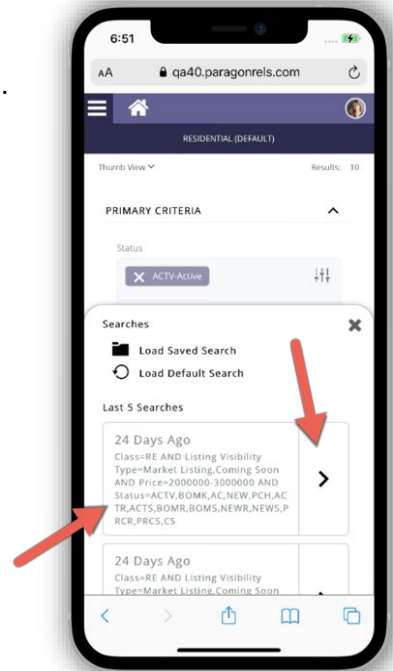 6:51
AA qa40.paragonrels.com
RESIDENTIAL (DEFAULT)
Thumb View Results: 10
PRIMARY CRITERIA
Status
ACTV-Active
Searches
Load Saved Search
Load Default Search
Last 5 Searches
24 Days Ago
Class=RE AND Listing Visibility
Type=Market Listing,Coming Soon
AND Price=2000000-3000000 AND
Status=ACTV,BOMK,AC,NEW,PCH,AC
TR,ACTS,BOMR,BOMS,NEWR,NEWS,P
RCR,PRCS,CS
24 Days Ago
Class=RE AND Listing Visibility
Type=Market Listing,Coming Soon